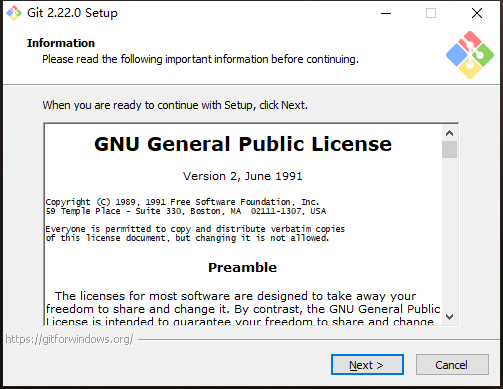 Git 2.22.0 Setup
Information
Please read the following important information before continuing.
When you are ready to continue with Setup, click Next.
GNU General Public License
Version 2, June 1991
Copyright (C) 1989, 1991 Free Software Foundation, Inc.
59 Temple Place - Suite 330, Boston, MA  02111-1307, USA
Everyone is permitted to copy and distribute verbatim copies
of this license document, but changing it is not allowed.
Preamble
The licenses for most software are designed to take away your
freedom to share and change it. By contrast, the GNU General Public
License is intended to guarantee your freedom to share and change
https://gitforwindows.org/
Next >
Cancel